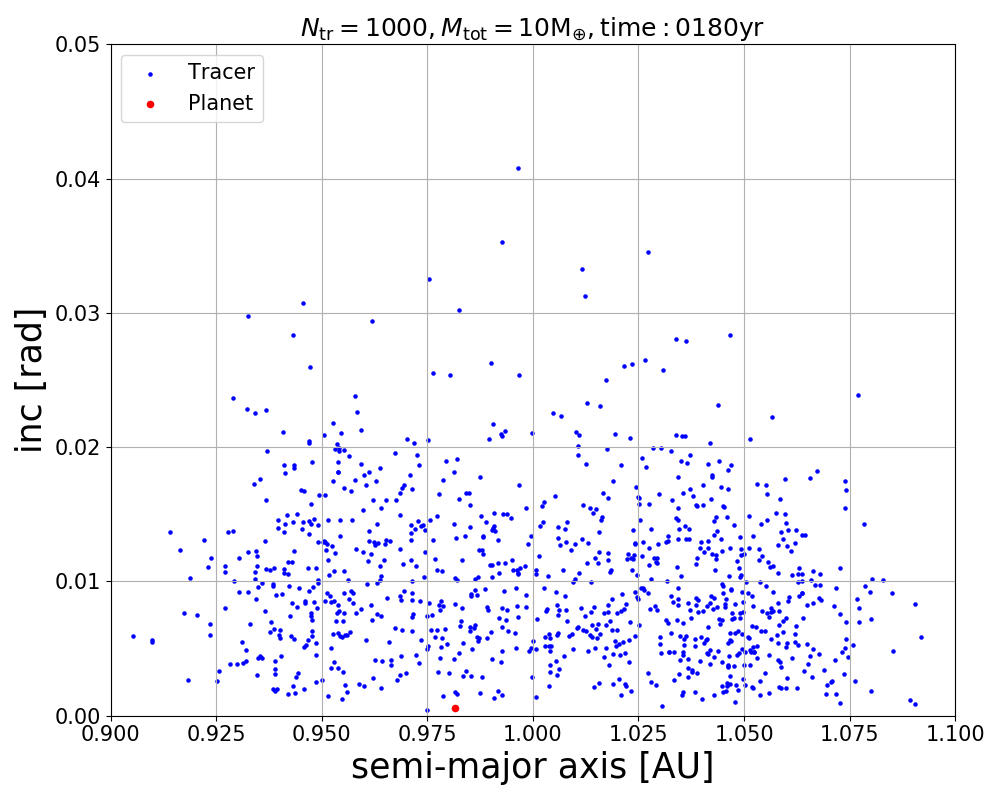 N_tr = 1000, M_tot = 10M_⊕, time : 0180yr
Tracer
Planet
inc [rad]
0.05
0.04
0.03
0.02
0.01
0.00
0.900 0.925 0.950 0.975 1.000 1.025 1.050 1.075 1.100
semi-major axis [AU]